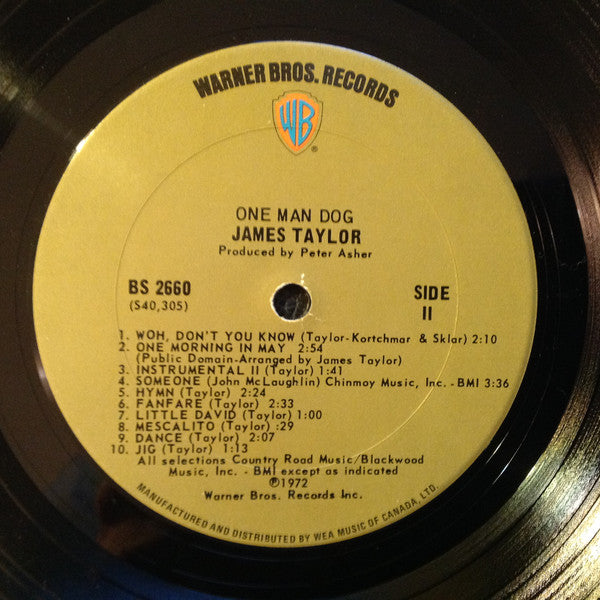 WARNER BROS. RECORDS
WB
®
ONE MAN DOG
JAMES TAYLOR
Produced by Peter Asher
BS 2660
(S40,305)
SIDE
II
1. WOH, DON'T YOU KNOW (Taylor-Kortchmar & Sklar) 2:10
2. ONE MORNING IN MAY 2:54
(Public Domain-Arranged by James Taylor)
3. INSTRUMENTAL II (Taylor) 1:41
4. SOMEONE (John McLaughlin) Chinmoy Music, Inc. -BMI 3:36
5. HYMN (Taylor) 2:24
6. FANFARE (Taylor) 2:33
7. LITTLE DAVID (Taylor) 1:00
8. MESCALITO (Taylor) :29
9. DANCE (Taylor) 2:07
10. JIG (Taylor) 1:13
All selections Country Road Music/Blackwood
Music, Inc. - BMI except as indicated
℗1972
Warner Bros. Records Inc.
MANUFACTURED AND DISTRIBUTED BY WEA MUSIC OF CANADA, LTD.